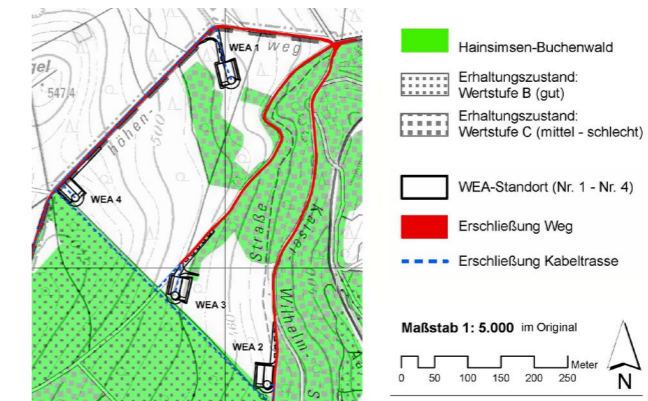 WEA 1
weg
gel
547.4
höhen-
500
WEA 4
Straße
Kaiser
WEA 3
Wilhelm
WEA 2
Hainsimsen-Buchenwald
Erhaltungszustand:
Wertstufe B (gut)
Erhaltungszustand:
Wertstufe C (mittel - schlecht)
WEA-Standort (Nr. 1 - Nr. 4)
Erschließung Weg
Erschließung Kabeltrasse
Maßstab 1: 5.000 im Original
Meter
0 50 100 150 200 250
N